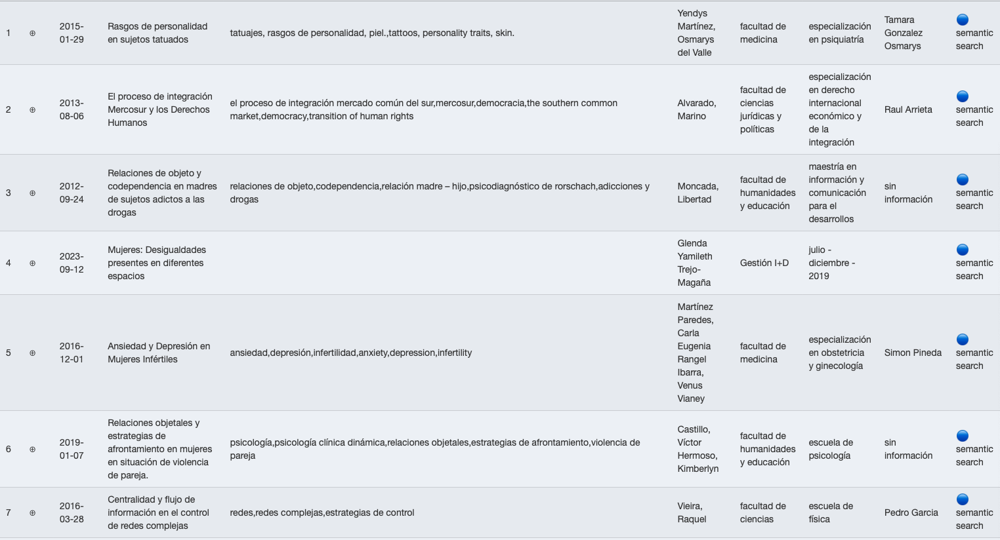 1
⊕
2015-
01-29
Rasgos de personalidad
en sujetos tatuados
tatuajes, rasgos de personalidad, piel.,tattoos, personality traits, skin.
Yendys
Martínez,
Osmarys
del Valle
facultad de
medicina
especialización
en psiquiatría
Tamara
Gonzalez
Osmarys
semantic
search
2
⊕
2013-
08-06
El proceso de integración
Mercosur y los Derechos
Humanos
el proceso de integración mercado común del sur,mercosur,democracia,the southern common
market,democracy,transition of human rights
Alvarado,
Marino
facultad de
ciencias
jurídicas y
políticas
especialización
en derecho
internacional
económico y
de la
integración
Raul Arrieta
semantic
search
3
⊕
2012-
09-24
Relaciones de objeto y
codependencia en madres
de sujetos adictos a las
drogas
relaciones de objeto,codependencia,relación madre – hijo,psicodiagnóstico de rorschach,adicciones y
drogas
Moncada,
Libertad
facultad de
humanidades
y educación
maestría en
información y
comunicación
para el
desarrollos
sin
información
semantic
search
4
⊕
2023-
09-12
Mujeres: Desigualdades
presentes en diferentes
espacios
Glenda
Yamileth
Trejo-
Magaña
Gestión I+D
julio -
diciembre -
2019
semantic
search
5
⊕
2016-
12-01
Ansiedad y Depresión en
Mujeres Infértiles
ansiedad,depresión,infertilidad,anxiety,depression,infertility
Martínez
Paredes,
Carla
Eugenia
Rangel
Ibarra,
Venus
Vianey
facultad de
medicina
especialización
en obstetricia
y ginecología
Simon Pineda
semantic
search
6
⊕
2019-
01-07
Relaciones objetales y
estrategias de
afrontamiento en mujeres
en situación de violencia
de pareja.
psicología,psicología clínica dinámica,relaciones objetales,estrategias de afrontamiento,violencia de
pareja
Castillo,
Víctor
Hermoso,
Kimberlyn
facultad de
humanidades
y educación
escuela de
psicología
sin
información
semantic
search
7
⊕
2016-
03-28
Centralidad y flujo de
información en el control
de redes complejas
redes,redes complejas,estrategias de control
Vieira,
Raquel
facultad de
ciencias
escuela de
física
Pedro Garcia
semantic
search